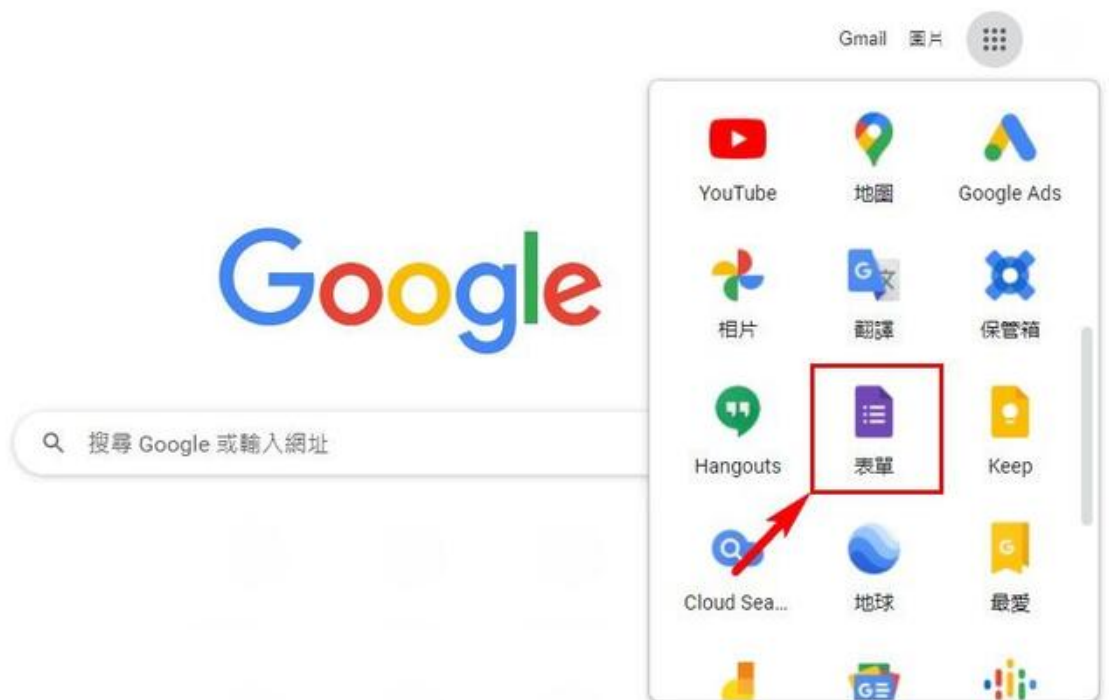 Gmail 圖片
YouTube 地圖 Google Ads
Google
相片 翻譯 保管箱
搜尋 Google 或輸入網址
Hangouts 表單 Keep
Cloud Sea... 地球 最愛